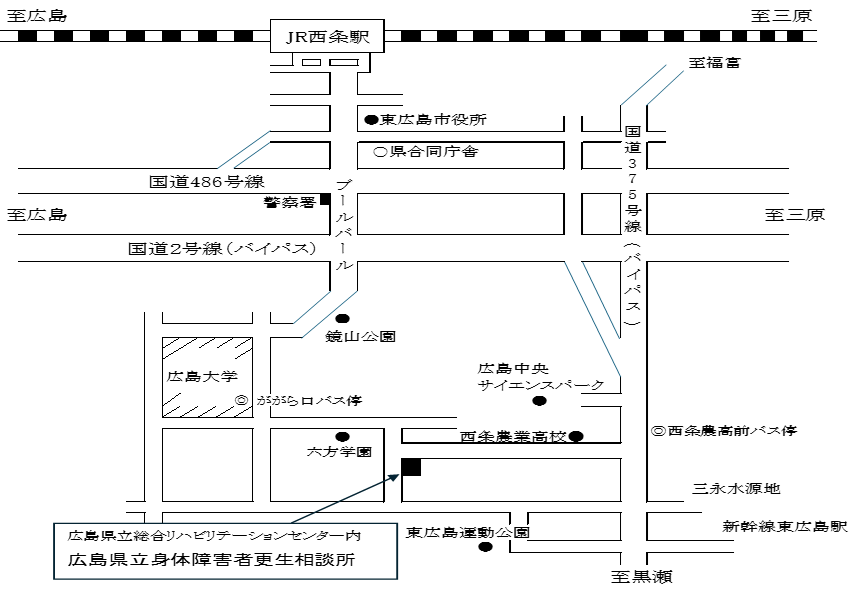 至広島
JR西条駅
至三原
至福富
●東広島市役所
○県合同庁舎
国道375号線(バイパス)
国道486号線
警察署
ブールバール
至広島
至三原
国道2号線(バイパス)
鏡山公園
広島大学
広島中央
サイエンスパーク
◎ ががら口バス停
西条農業高校●
◎西条農高前バス停
六方学園
三永水源地
広島県立総合リハビリテーションセンター内
広島県立身体障害者更生相談所
東広島運動公園
新幹線東広島駅
至黒瀬